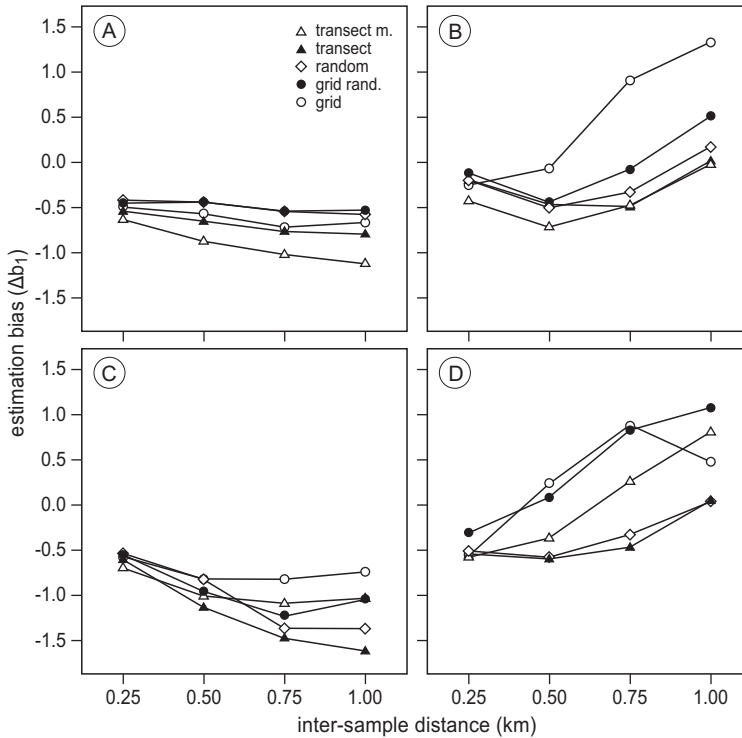 A
B
transect m.
transect
random
grid rand.
grid
1.5
1.0
0.5
0.0
-0.5
-1.0
-1.5
C
D
1.5
1.0
0.5
0.0
-0.5
-1.0
-1.5
estimation bias (Δb₁)
0.25 0.50 0.75 1.00 0.25 0.50 0.75 1.00
inter-sample distance (km)